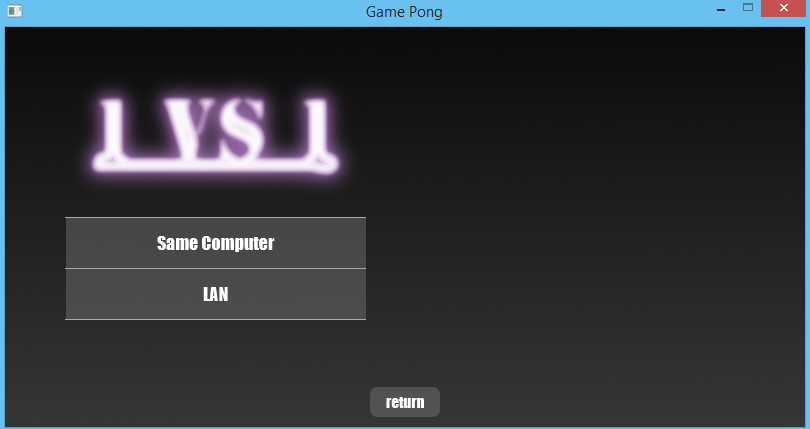 Game Pong
1 VS 1
Same Computer
LAN
return